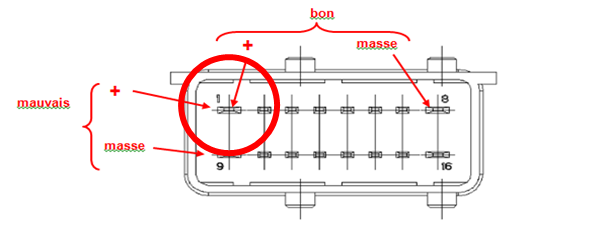 bon
+
masse
+
mauvais
masse
1
8
9
16